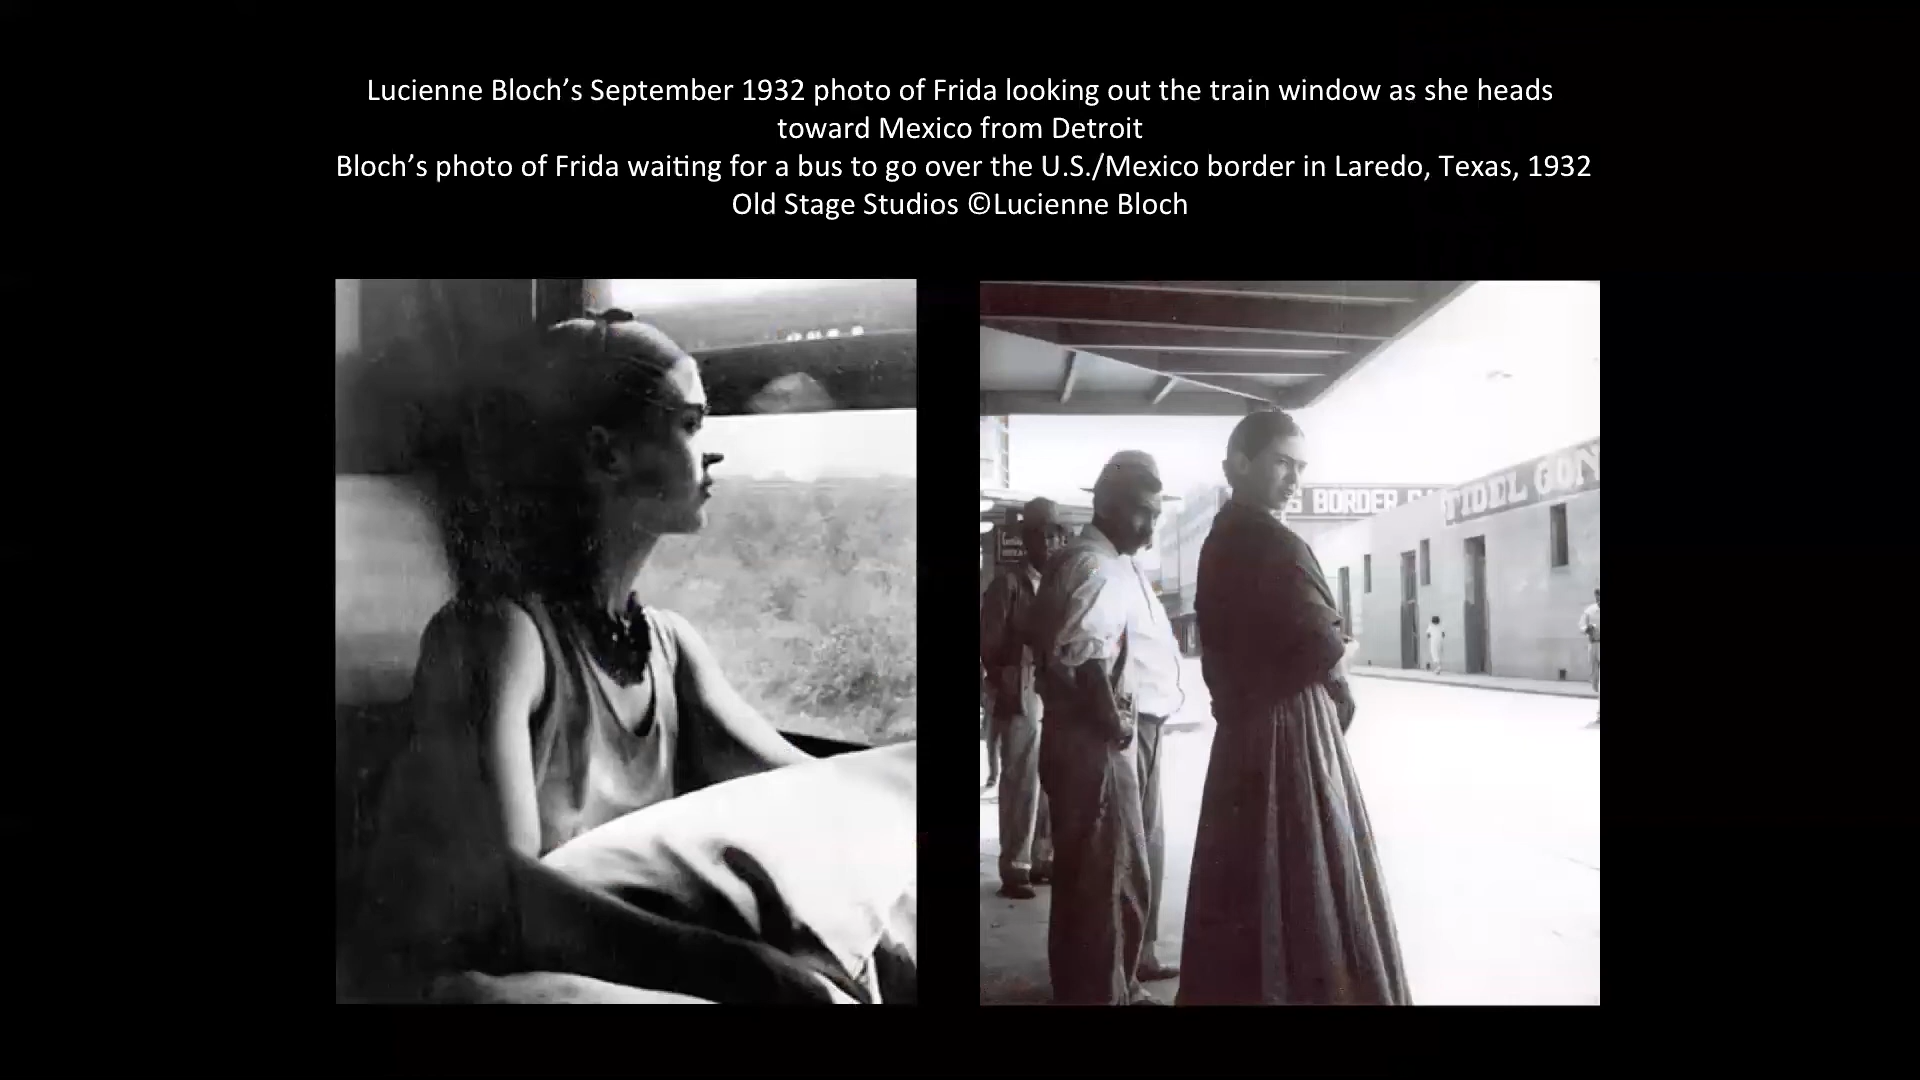 Lucienne Bloch’s September 1932 photo of Frida looking out the train window as she heads
toward Mexico from Detroit
Bloch’s photo of Frida waiting for a bus to go over the U.S./Mexico border in Laredo, Texas, 1932
Old Stage Studios ©Lucienne Bloch
BORDER
FIDEL GON